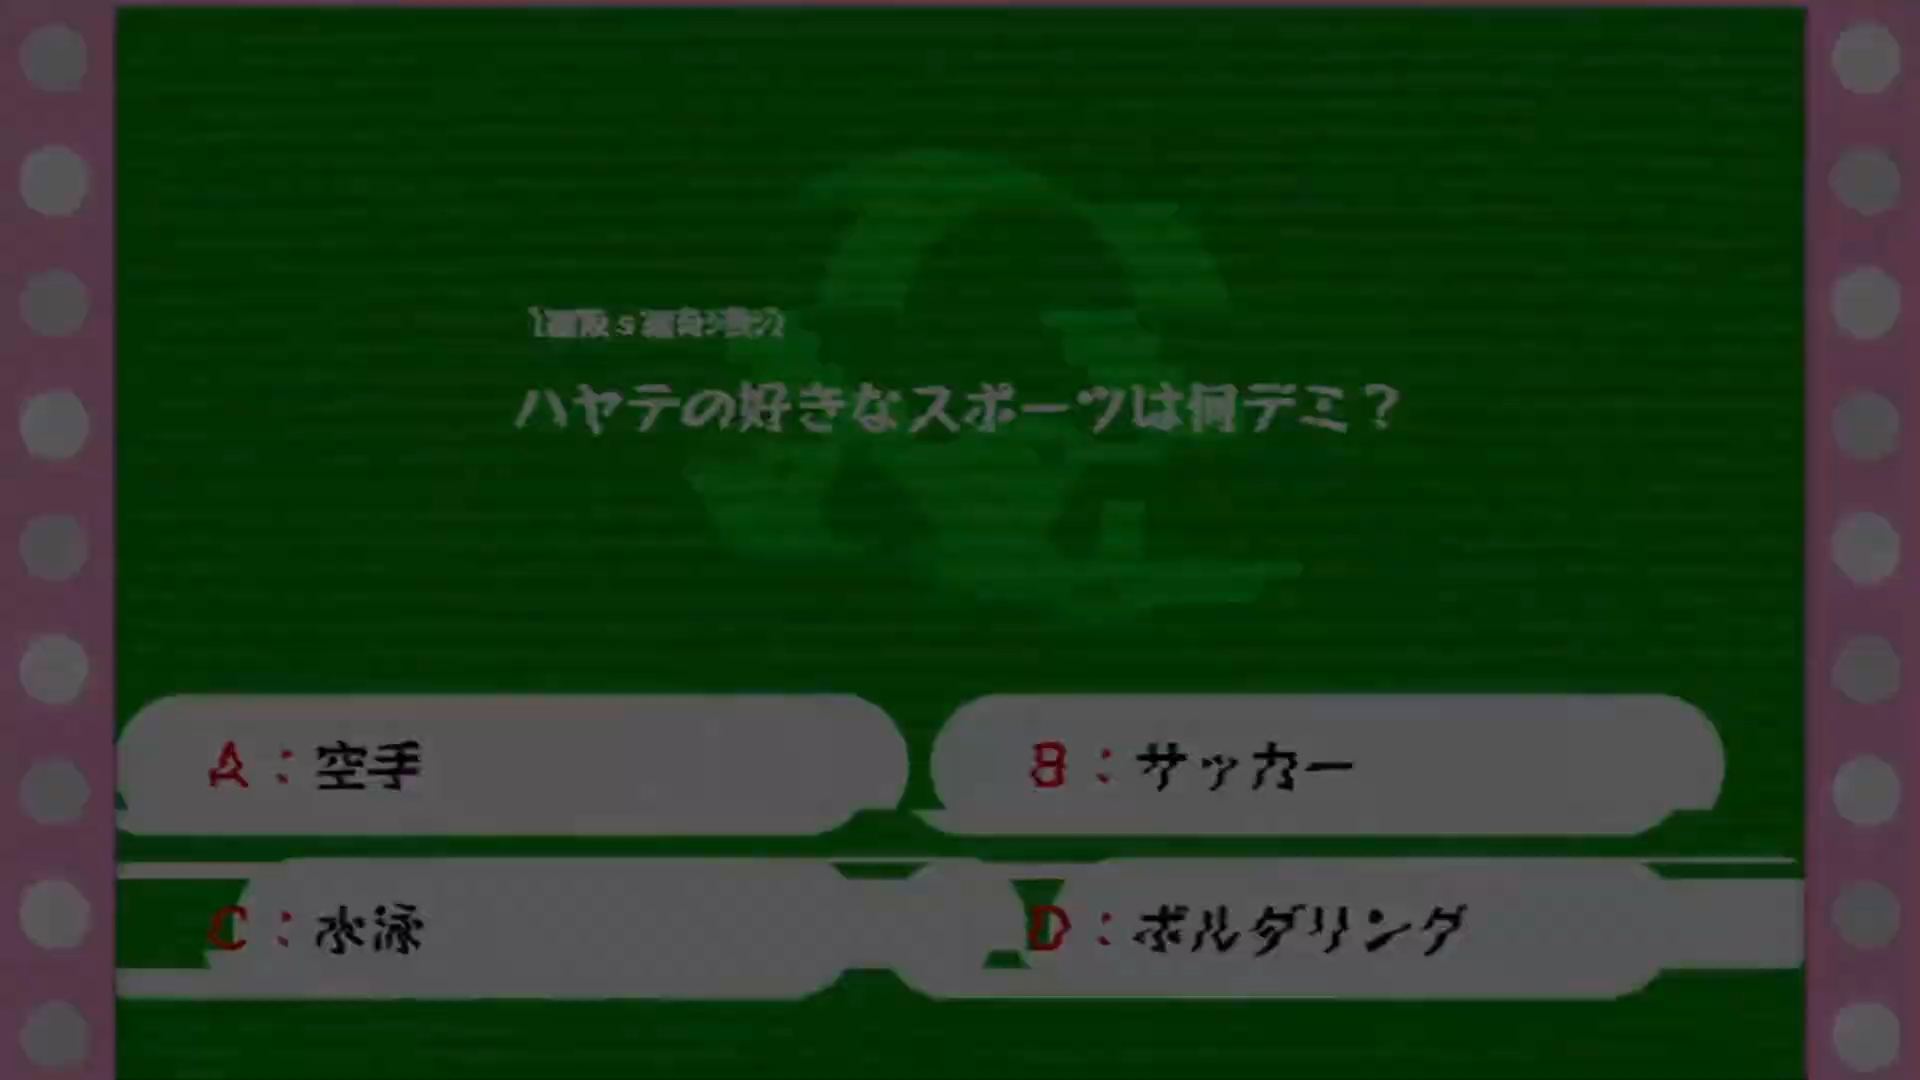 ハヤテの好きなスポーツは何デミ？
A：空手
B：サッカー
C：水泳
D：ボルダリング